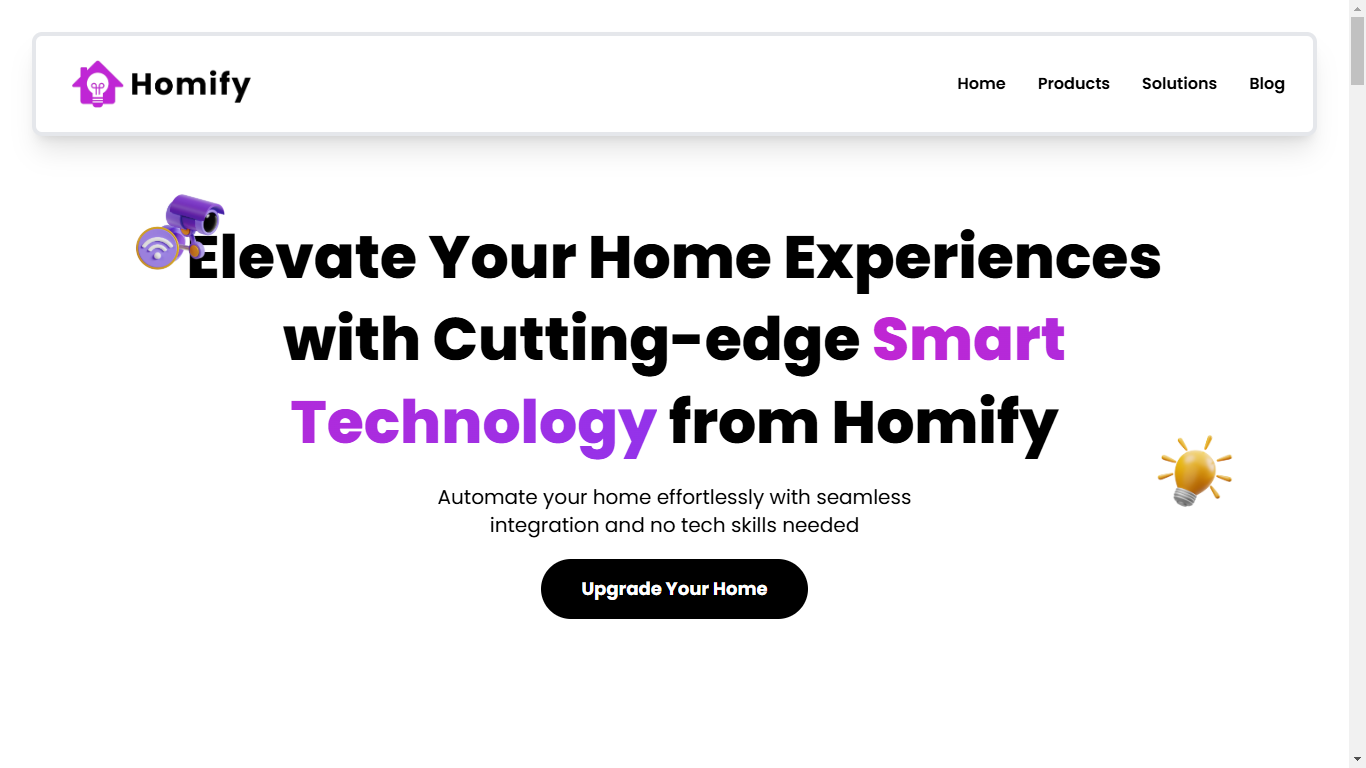 Homify
Home Products Solutions Blog
Elevate Your Home Experiences
with Cutting-edge Smart
Technology from Homify
Automate your home effortlessly with seamless
integration and no tech skills needed
Upgrade Your Home